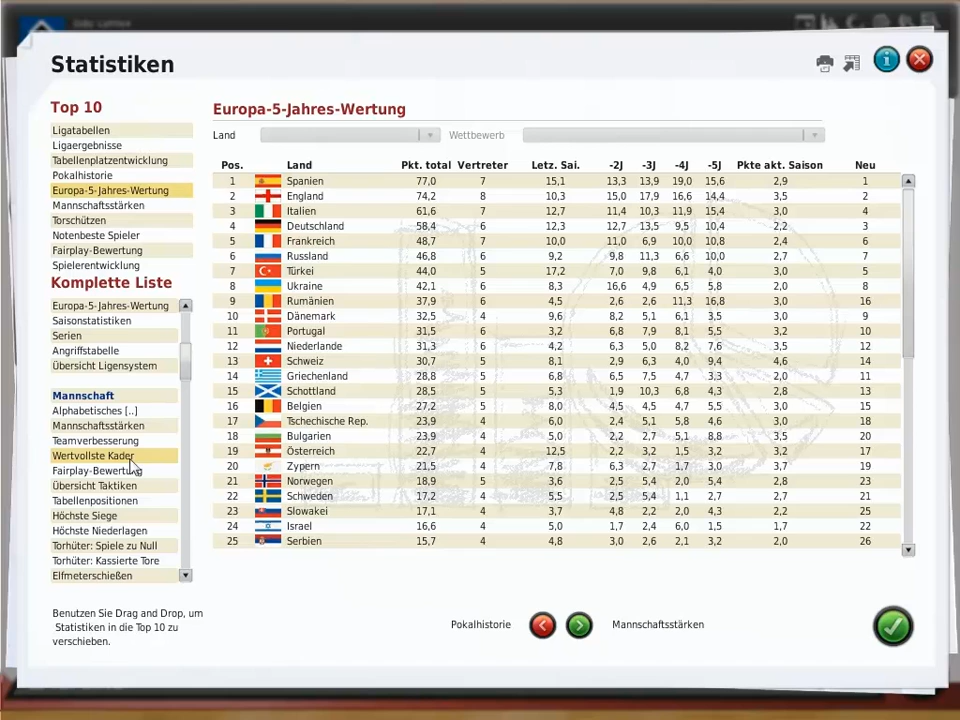 Statistiken
Top 10
Ligatabellen
Ligaergebnisse
Tabellenplatzentwicklung
Pokalhistorie
Europa-5-Jahres-Wertung
Mannschaftsstärken
Torschützen
Notenbeste Spieler
Fairplay-Bewertung
Spielerentwicklung
Komplette Liste
Europa-5-Jahres-Wertung
Saisonstatistiken
Serien
Angriffstabelle
Übersicht Ligensystem
Mannschaft
Alphabetisches [..]
Mannschaftsstärken
Teamverbesserung
Wertvollste Kader
Fairplay-Bewertung
Übersicht Taktiken
Tabellenpositionen
Höchste Siege
Höchste Niederlagen
Torhüter: Spiele zu Null
Torhüter: Kassierte Tore
Elfmeterschießen
Benutzen Sie Drag and Drop, um
Statistiken in die Top 10 zu
verschieben.
Europa-5-Jahres-Wertung
Land Wettbewerb
Pos. Land Pkt. total Vertreter Letz. Sai. -2J -3J -4J -5J Pkte akt. Saison Neu
1 Spanien 77,0 7 15,1 13,3 13,9 19,0 15,6 2,9 1
2 England 74,2 8 10,3 15,0 17,9 16,6 14,4 3,5 2
3 Italien 61,6 7 12,7 11,4 10,3 11,9 15,4 3,0 4
4 Deutschland 58,4 6 12,3 12,7 13,5 9,5 10,4 2,2 3
5 Frankreich 48,7 7 10,0 11,0 6,9 10,0 10,8 2,4 6
6 Russland 46,8 6 9,2 9,8 11,3 6,6 10,0 2,7 7
7 Türkei 44,0 5 17,2 7,0 9,8 6,1 4,0 3,0 5
8 Ukraine 42,1 6 8,3 16,6 4,9 6,5 5,8 2,0 8
9 Rumänien 37,9 6 4,5 2,6 2,6 11,3 16,8 3,0 16
10 Dänemark 32,5 4 9,6 8,2 5,1 6,1 3,5 3,0 9
11 Portugal 31,5 6 3,2 6,8 7,9 8,1 5,5 3,2 10
12 Niederlande 31,3 6 4,2 6,3 5,0 8,2 7,6 3,5 12
13 Schweiz 30,7 5 8,1 2,9 6,3 4,0 9,4 4,6 14
14 Griechenland 28,8 5 6,8 6,5 7,5 4,7 3,3 2,0 11
15 Schottland 28,5 5 5,3 1,9 10,3 6,8 4,3 2,8 13
16 Belgien 27,2 5 8,0 4,5 4,5 4,7 5,5 3,0 15
17 Tschechische Rep. 23,9 4 6,0 2,4 5,1 5,8 4,6 3,0 18
18 Bulgarien 23,9 4 5,0 2,2 2,7 5,1 8,8 3,5 20
19 Österreich 22,7 4 12,5 2,2 3,2 1,5 3,2 3,2 17
20 Zypern 21,5 4 7,8 6,3 2,7 1,7 3,0 3,7 19
21 Norwegen 18,9 5 3,6 2,5 5,4 2,0 5,4 2,8 23
22 Schweden 17,2 4 5,5 2,5 5,4 1,1 2,7 2,7 21
23 Slowakei 17,1 4 3,7 4,8 2,2 2,0 4,3 2,2 25
24 Israel 16,6 4 5,0 1,7 2,4 6,0 1,5 1,7 22
25 Serbien 15,7 4 4,8 3,0 2,6 2,1 3,2 2,0 26
Pokalhistorie Mannschaftsstärken